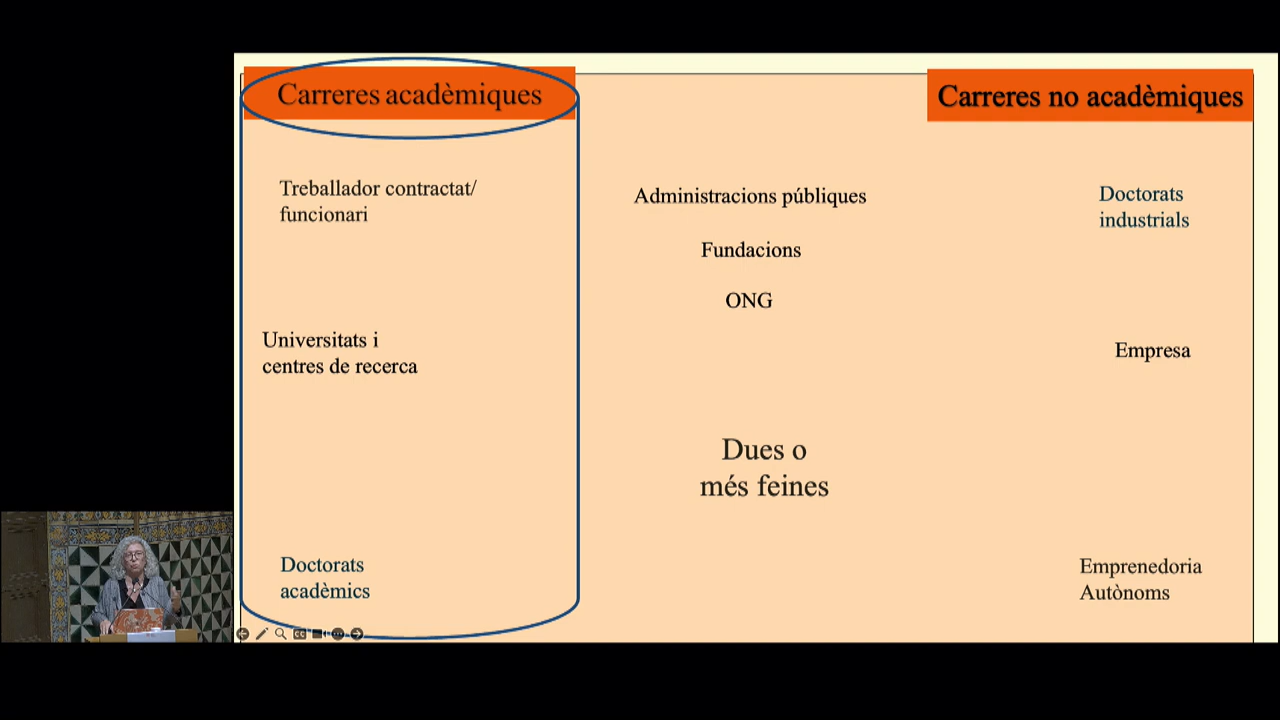 Carreres acadèmiques
Treballador contractat/
funcionari
Universitats i
centres de recerca
Doctorats
acadèmics
Administracions públiques
Fundacions
ONG
Dues o
més feines
Carreres no acadèmiques
Doctorats
industrials
Empresa
Emprenedoria
Autònoms